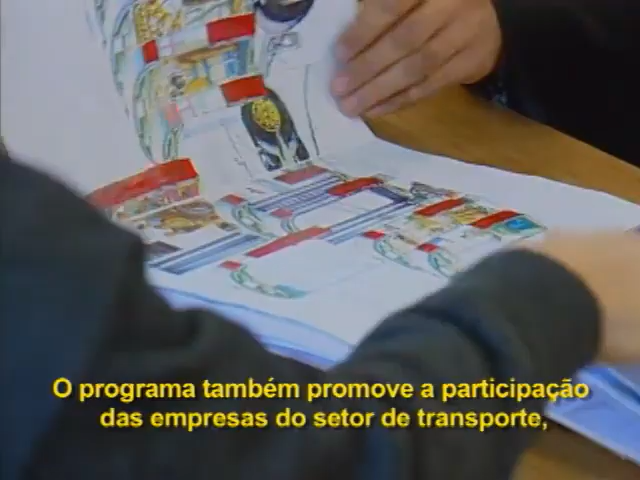 O programa também promove a participação
das empresas do setor de transporte,